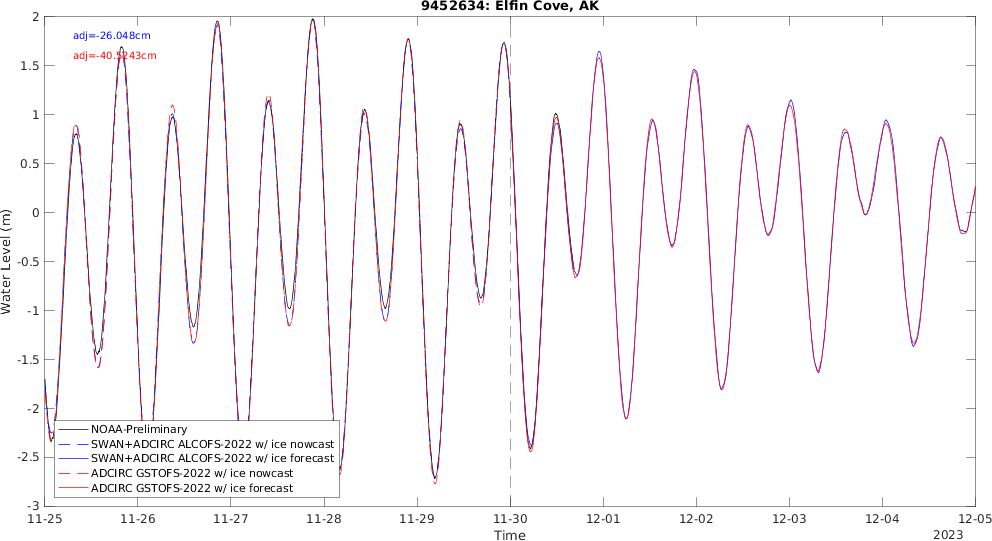 9452634: Elfin Cove, AK
adj=-26.048cm
adj=-40.5243cm
Water Level (m)
2
1.5
1
0.5
0
-0.5
-1
-1.5
-2
-2.5
-3
NOAA-Preliminary
SWAN+ADCIRC ALCOFS-2022 w/ ice nowcast
SWAN+ADCIRC ALCOFS-2022 w/ ice forecast
ADCIRC GSTOFS-2022 w/ ice nowcast
ADCIRC GSTOFS-2022 w/ ice forecast
11-25 11-26 11-27 11-28 11-29 11-30 12-01 12-02 12-03 12-04 12-05
Time
2023